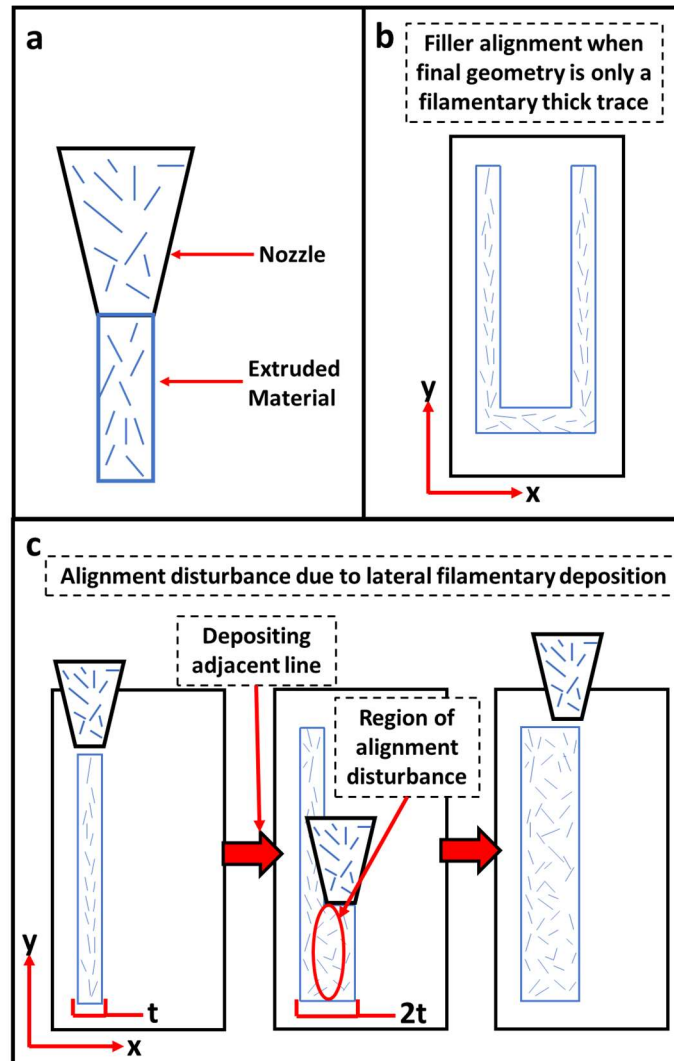 a
Nozzle
Extruded
Material
b
Filler alignment when
final geometry is only a
filamentary thick trace
y
x
c
Alignment disturbance due to lateral filamentary deposition
Depositing
adjacent line
Region of
alignment
disturbance
y
x
t
2t